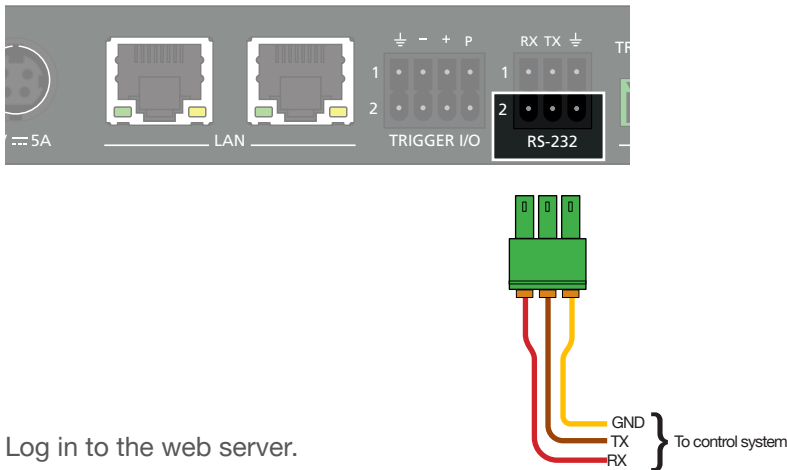 ⏚ − + P
RX TX ⏚
1
1
2
2
5A
LAN
TRIGGER I/O
RS-232
GND
TX
RX
To control system
Log in to the web server.